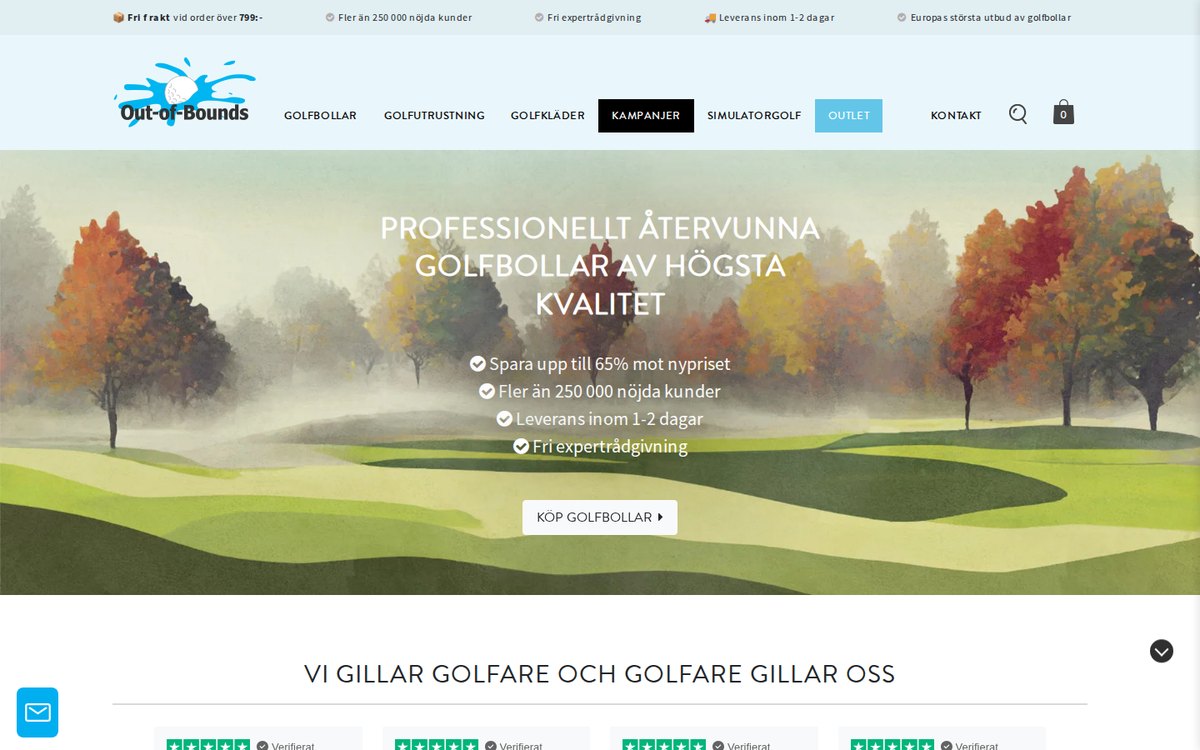 📦 Fri frakt vid order över 799:-
Fler än 250 000 nöjda kunder
Fri expertrådgivning
🚚 Leverans inom 1-2 dagar
Europas största utbud av golfbollar
Out-of-Bounds
GOLFBOLLAR
GOLFUTRUSTNING
GOLFKLÄDER
KAMPANJER
SIMULATORGOLF
OUTLET
KONTAKT
0
PROFESSIONELLT ÅTERVUNNA
GOLFBOLLAR AV HÖGSTA
KVALITET
Spara upp till 65% mot nypriset
Fler än 250 000 nöjda kunder
Leverans inom 1-2 dagar
Fri expertrådgivning
KÖP GOLFBOLLAR
VI GILLAR GOLFARE OCH GOLFARE GILLAR OSS
Verifierat
Verifierat
Verifierat
Verifierat